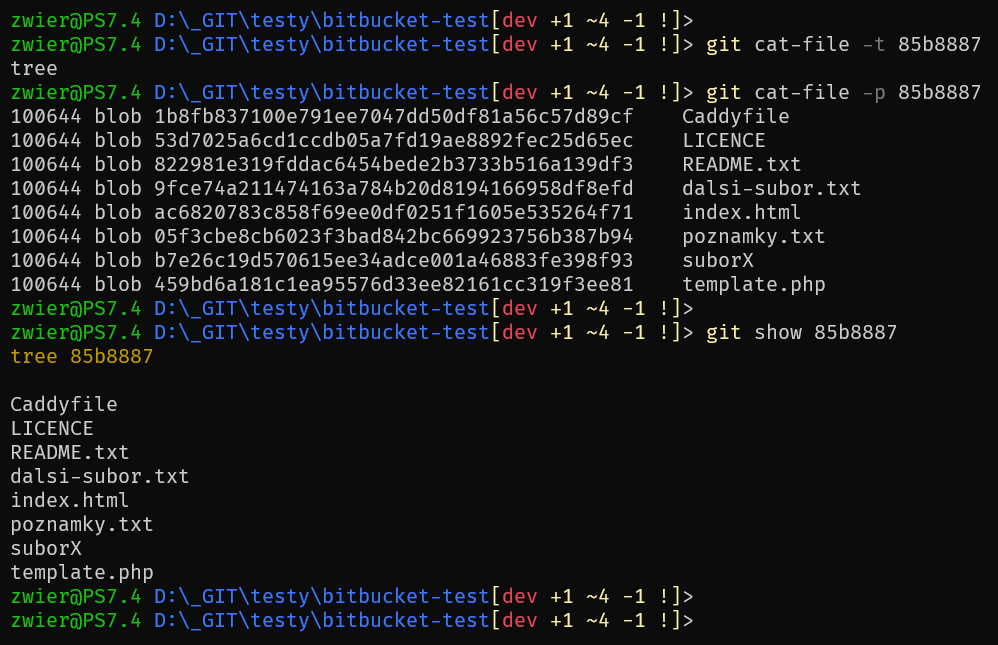 zwier@PS7.4 D:\_GIT\testy\bitbucket-test[dev +1 ~4 -1 !]>
zwier@PS7.4 D:\_GIT\testy\bitbucket-test[dev +1 ~4 -1 !]> git cat-file -t 85b8887
tree
zwier@PS7.4 D:\_GIT\testy\bitbucket-test[dev +1 ~4 -1 !]> git cat-file -p 85b8887
100644 blob 1b8fb837100e791ee7047dd50df81a56c57d89cf    Caddyfile
100644 blob 53d7025a6cd1ccdb05a7fd19ae8892fec25d65ec    LICENCE
100644 blob 822981e319fddac6454bede2b3733b516a139df3    README.txt
100644 blob 9fce74a211474163a784b20d8194166958df8efd    dalsi-subor.txt
100644 blob ac6820783c858f69ee0df0251f1605e535264f71    index.html
100644 blob 05f3cbe8cb6023f3bad842bc669923756b387b94    poznamky.txt
100644 blob b7e26c19d570615ee34adce001a46883fe398f93    suborX
100644 blob 459bd6a181c1ea95576d33ee82161cc319f3ee81    template.php
zwier@PS7.4 D:\_GIT\testy\bitbucket-test[dev +1 ~4 -1 !]>
zwier@PS7.4 D:\_GIT\testy\bitbucket-test[dev +1 ~4 -1 !]> git show 85b8887
tree 85b8887

Caddyfile
LICENCE
README.txt
dalsi-subor.txt
index.html
poznamky.txt
suborX
template.php
zwier@PS7.4 D:\_GIT\testy\bitbucket-test[dev +1 ~4 -1 !]>
zwier@PS7.4 D:\_GIT\testy\bitbucket-test[dev +1 ~4 -1 !]>